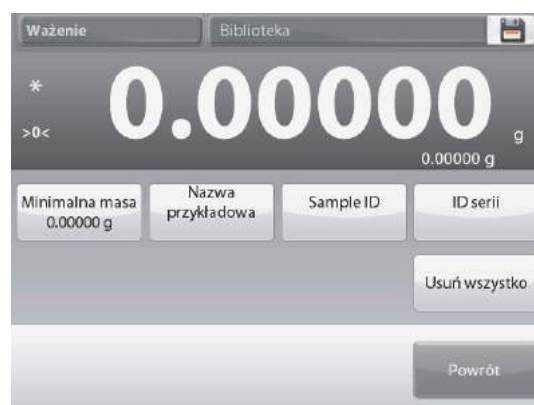 Ważenie
Biblioteka
*
0.00000 g
>0<
0.00000 g
Minimalna masa
0.00000 g
Nazwa
przykładowa
Sample ID
ID serii
Usuń wszystko
Powrót